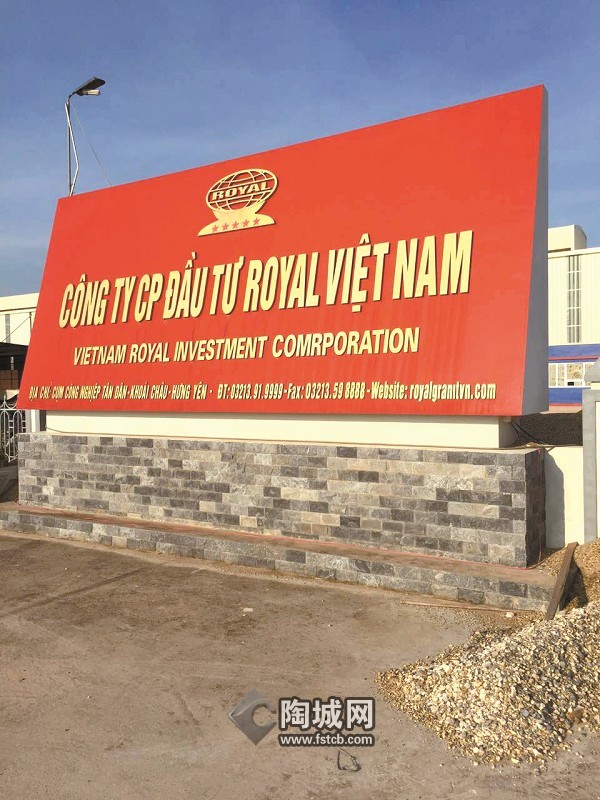 ROYAL
CÔNG TY CP ĐẦU TƯ ROYAL VIỆT NAM
VIETNAM ROYAL INVESTMENT COMRPORATION
ĐỊA CHỈ: CỤM CÔNG NGHIỆP TÂN DÂN - KHOÁI CHÂU - HƯNG YÊN - ĐT: 03213.91.9999 - Fax: 03213.59 8888 - Website: royalgranitvn.com
陶城网
www.fstcb.com